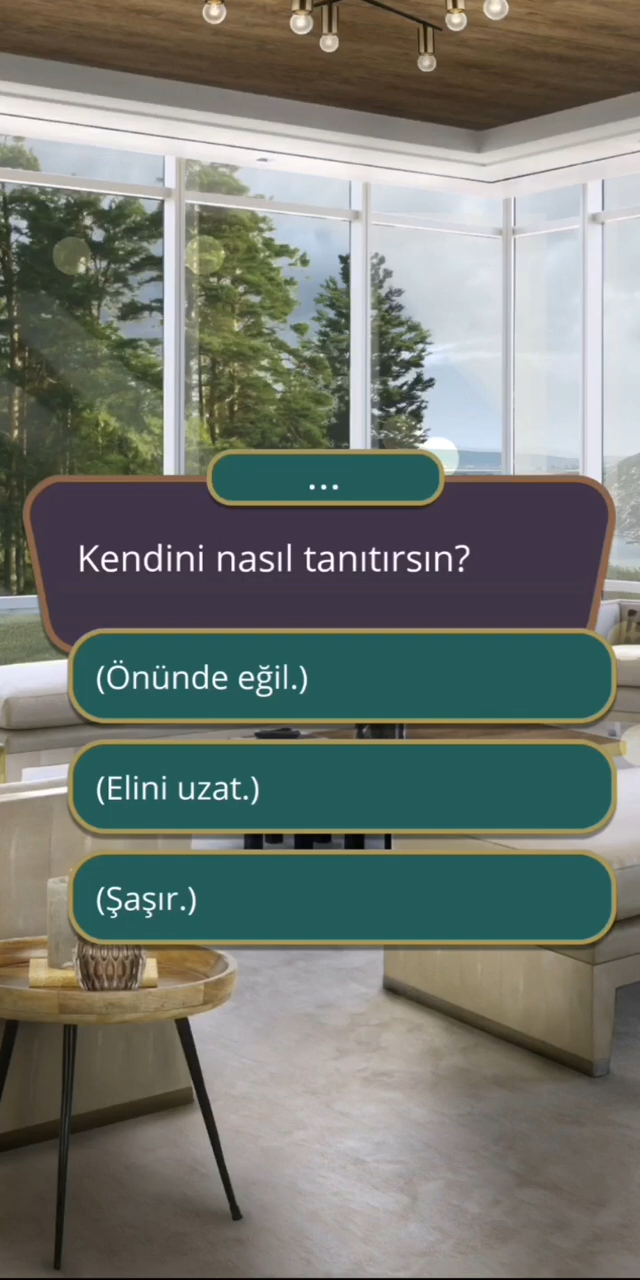 ...
Kendini nasıl tanıtırsın?
(Önünde eğil.)
(Elini uzat.)
(Şaşır.)